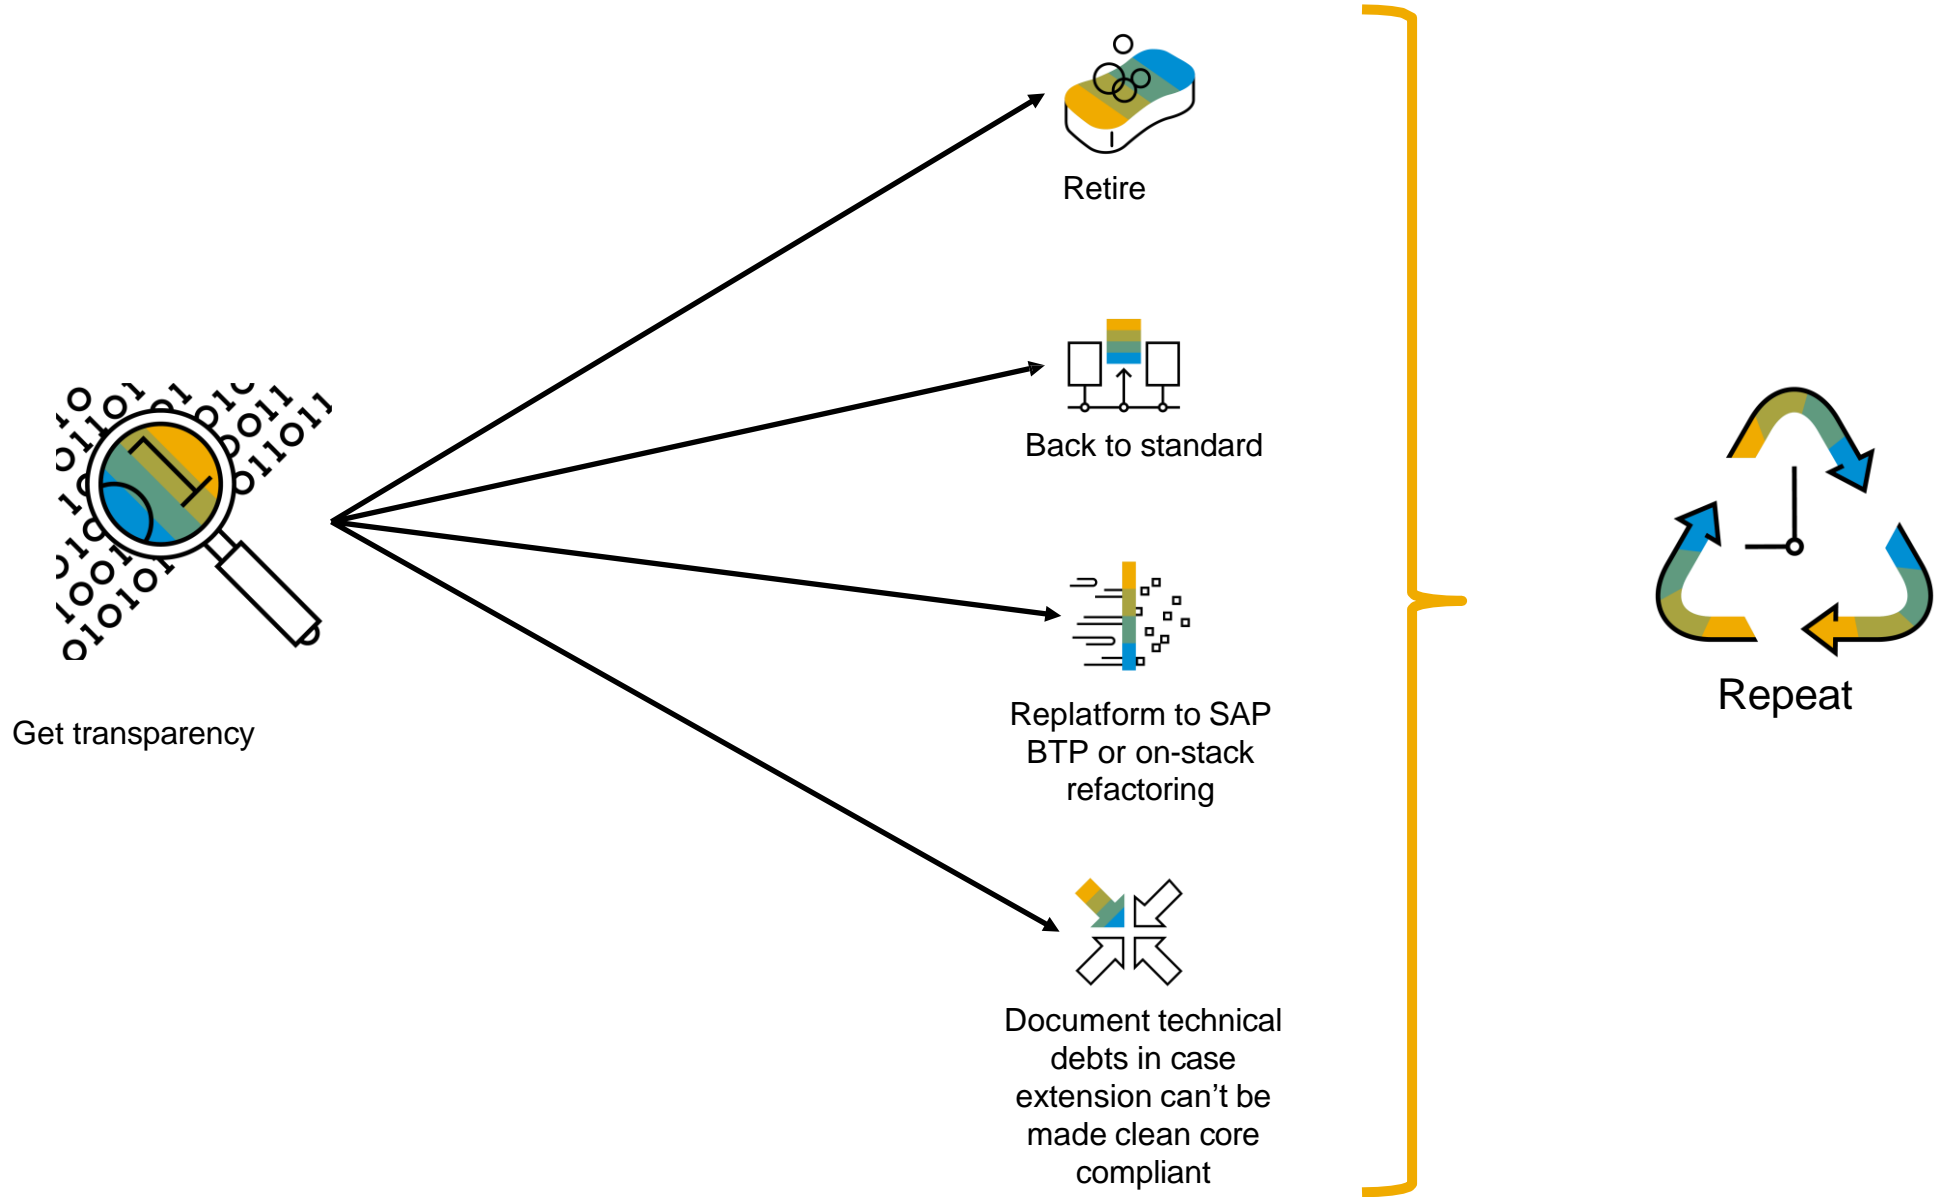 Get transparency
Retire
Back to standard
Replatform to SAP
BTP or on-stack
refactoring
Document technical
debts in case
extension can't be
made clean core
compliant
Repeat